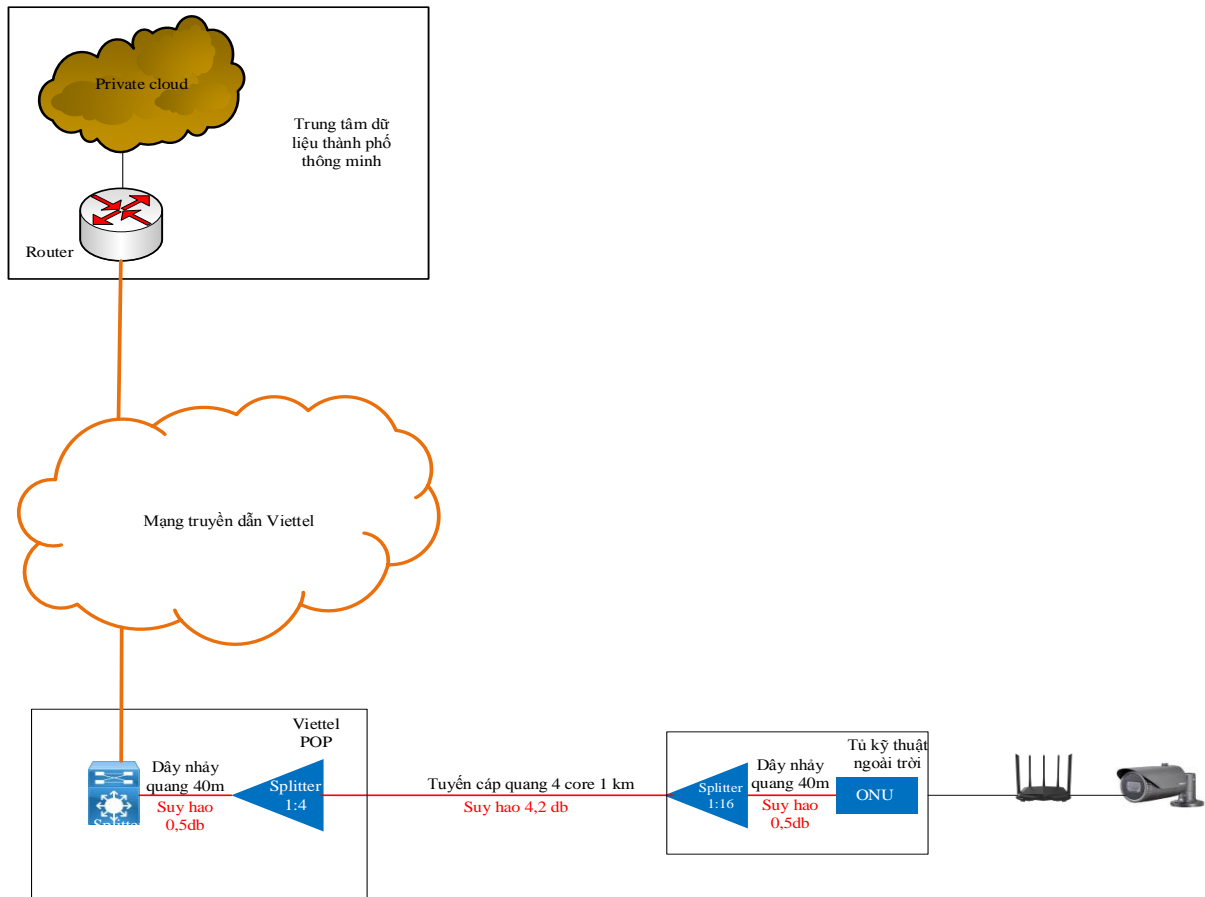 Private cloud
Trung tâm dữ
liệu thành phố
thông minh
Router
Mạng truyền dẫn Viettel
Viettel
POP
Dây nhảy
quang 40m
Suy hao
0,5db
Splitte
Splitter
1:4
Tuyến cáp quang 4 core 1 km
Suy hao 4,2 db
Tủ kỹ thuật
ngoài trời
Splitter
1:16
Dây nhảy
quang 40m
Suy hao
0,5db
ONU